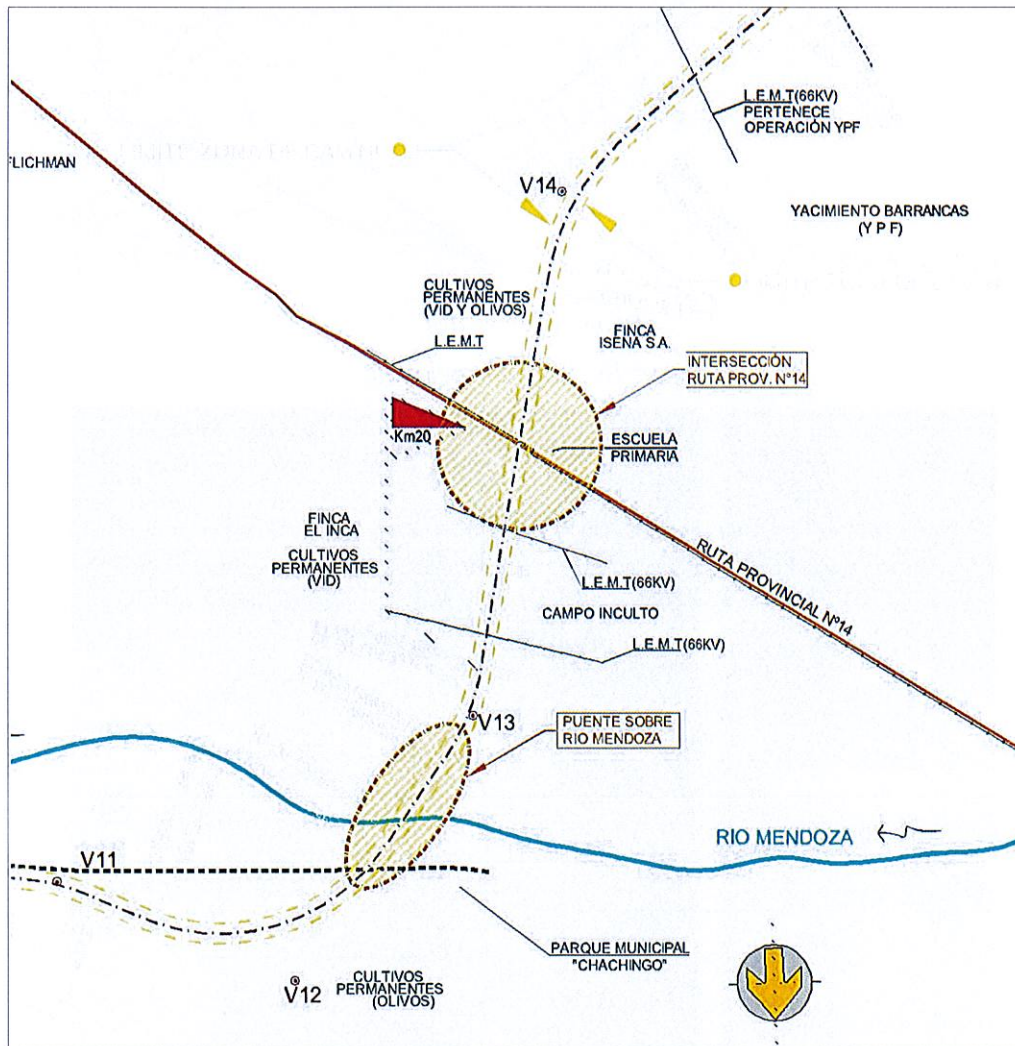 L.E.M.T(66KV)
PERTENECE
OPERACIÓN YPF
FLICHMAN
V14
YACIMIENTO BARRANCAS
(Y P F)
CULTIVOS
PERMANENTES
(VID Y OLIVOS)
FINCA
ISENA S.A.
L.E.M.T
INTERSECCIÓN
RUTA PROV. N°14
Km20
ESCUELA
PRIMARIA
FINCA
EL INCA
CULTIVOS
PERMANENTES
(VID)
RUTA PROVINCIAL N°14
L.E.M.T(66KV)
CAMPO INCULTO
L.E.M.T(66KV)
V13
PUENTE SOBRE
RIO MENDOZA
RIO MENDOZA
V11
PARQUE MUNICIPAL
"CHACHINGO"
V12
CULTIVOS
PERMANENTES
(OLIVOS)